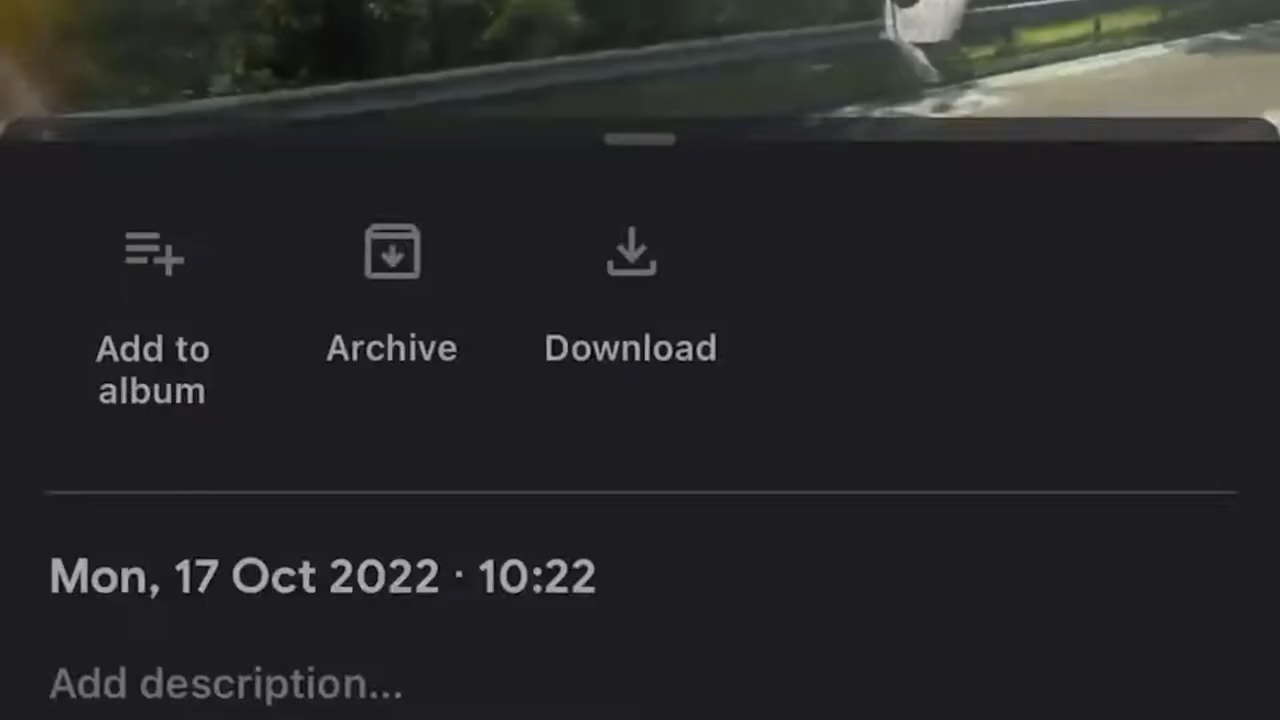 Add to
album
Archive
Download
Mon, 17 Oct 2022 · 10:22
Add description...